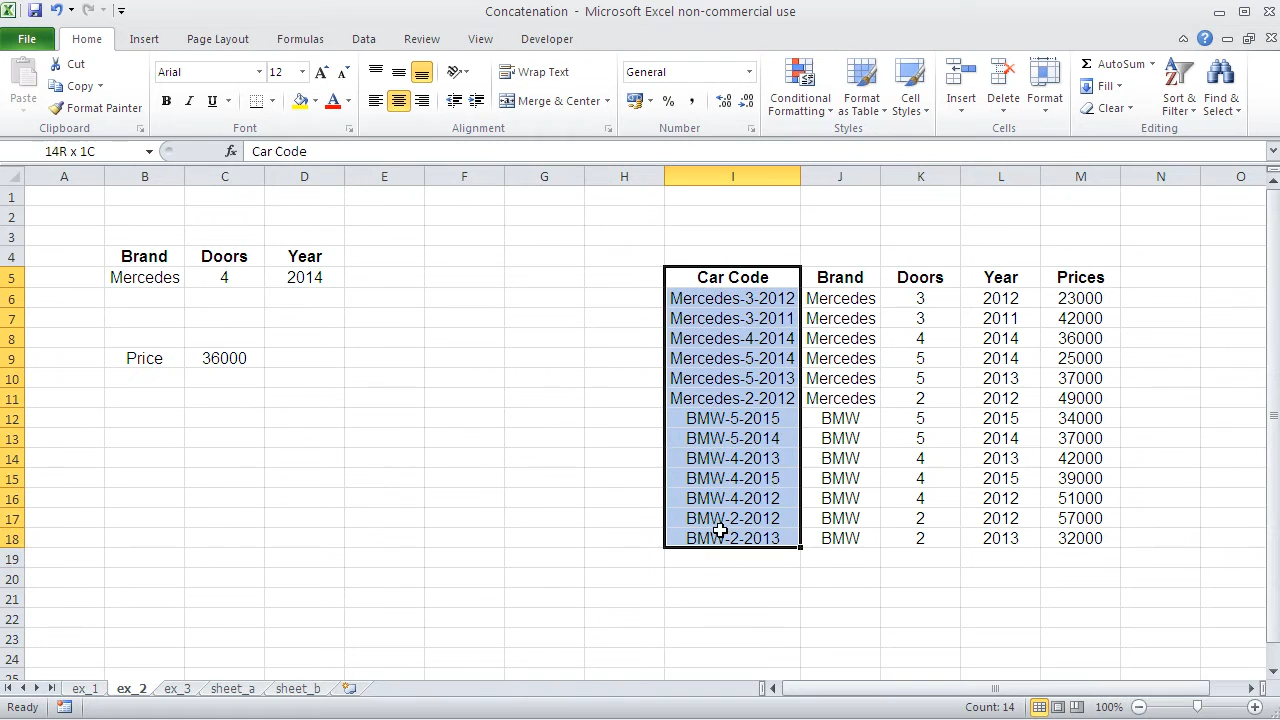 Concatenation - Microsoft Excel non-commercial use
File Home Insert Page Layout Formulas Data Review View Developer
Paste
Cut
Copy
Format Painter
Clipboard
Arial 12
B I U
Font
Wrap Text
Merge & Center
Alignment
General
Number
Conditional Formatting
Format as Table
Cell Styles
Styles
Insert
Delete
Format
Cells
AutoSum
Fill
Clear
Sort & Filter
Find & Select
Editing
14R x 1C fx Car Code
A B C D E F G H I J K L M N O
1
2
3
4 Brand Doors Year
5 Mercedes 4 2014 Car Code Brand Doors Year Prices
6 Mercedes-3-2012 Mercedes 3 2012 23000
7 Mercedes-3-2011 Mercedes 3 2011 42000
8 Mercedes-4-2014 Mercedes 4 2014 36000
9 Price 36000 Mercedes-5-2014 Mercedes 5 2014 25000
10 Mercedes-5-2013 Mercedes 5 2013 37000
11 Mercedes-2-2012 Mercedes 2 2012 49000
12 BMW-5-2015 BMW 5 2015 34000
13 BMW-5-2014 BMW 5 2014 37000
14 BMW-4-2013 BMW 4 2013 42000
15 BMW-4-2015 BMW 4 2015 39000
16 BMW-4-2012 BMW 4 2012 51000
17 BMW-2-2012 BMW 2 2012 57000
18 BMW-2-2013 BMW 2 2013 32000
19
20
21
22
23
24
25
ex_1 ex_2 ex_3 sheet_a sheet_b
Ready Count: 14 100%